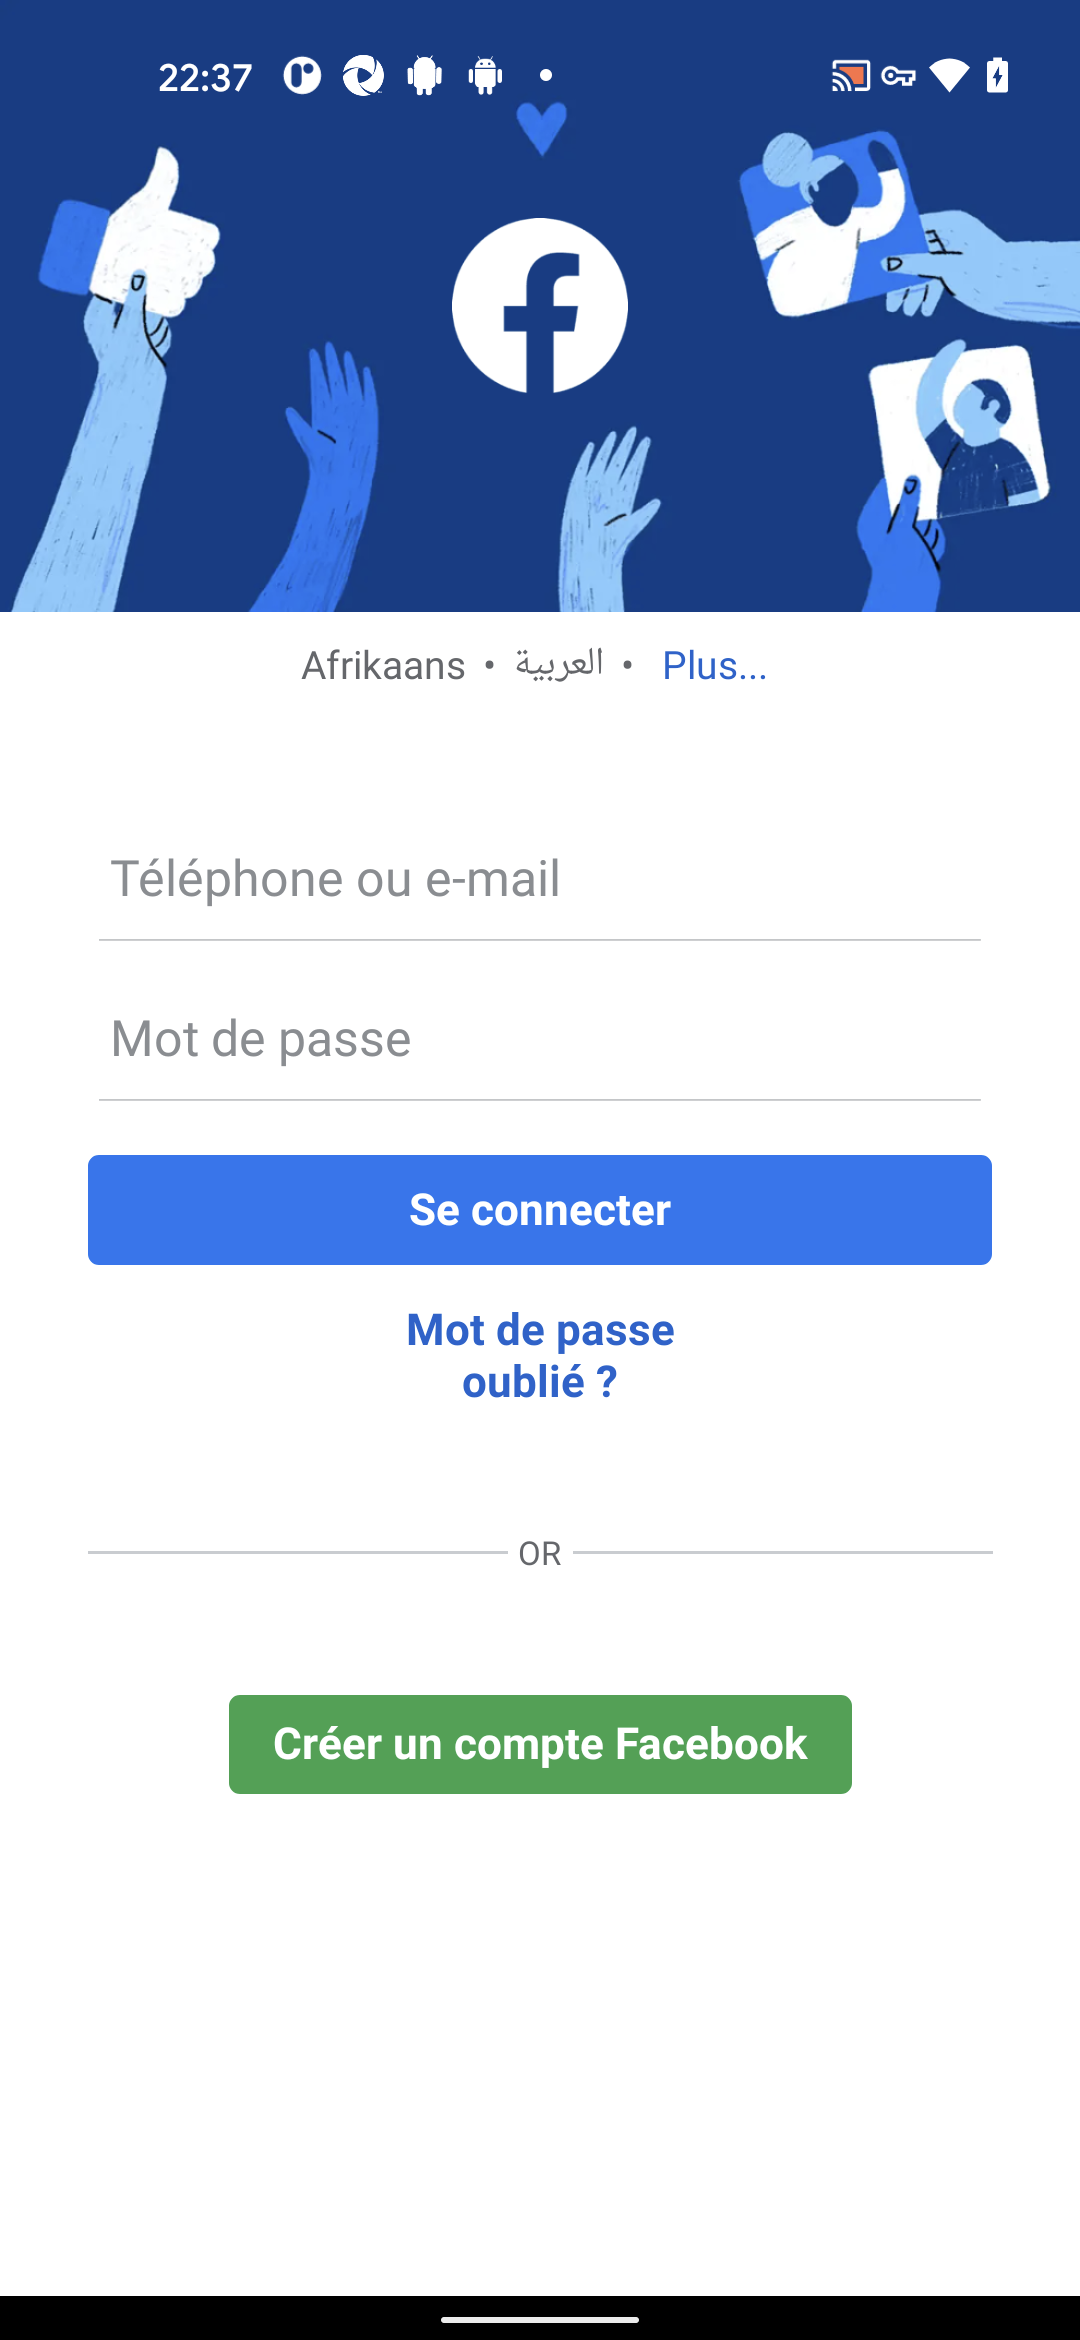 22:37
Afrikaans • العربية • Plus...
Téléphone ou e-mail
Mot de passe
Se connecter
Mot de passe
oublié ?
OR
Créer un compte Facebook